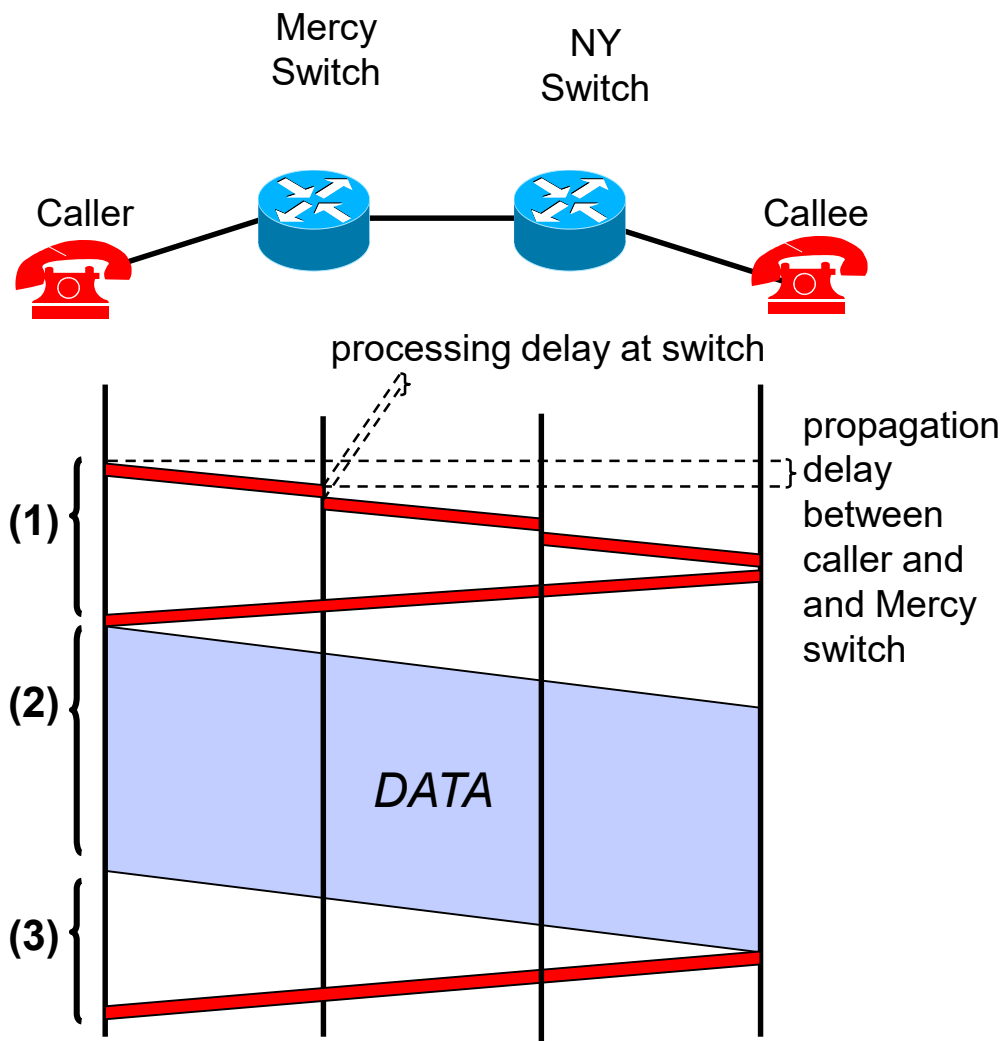 Mercy
Switch
NY
Switch
Caller
Callee
processing delay at switch
propagation
delay
between
caller and
and Mercy
switch
(1)
(2)
DATA
(3)